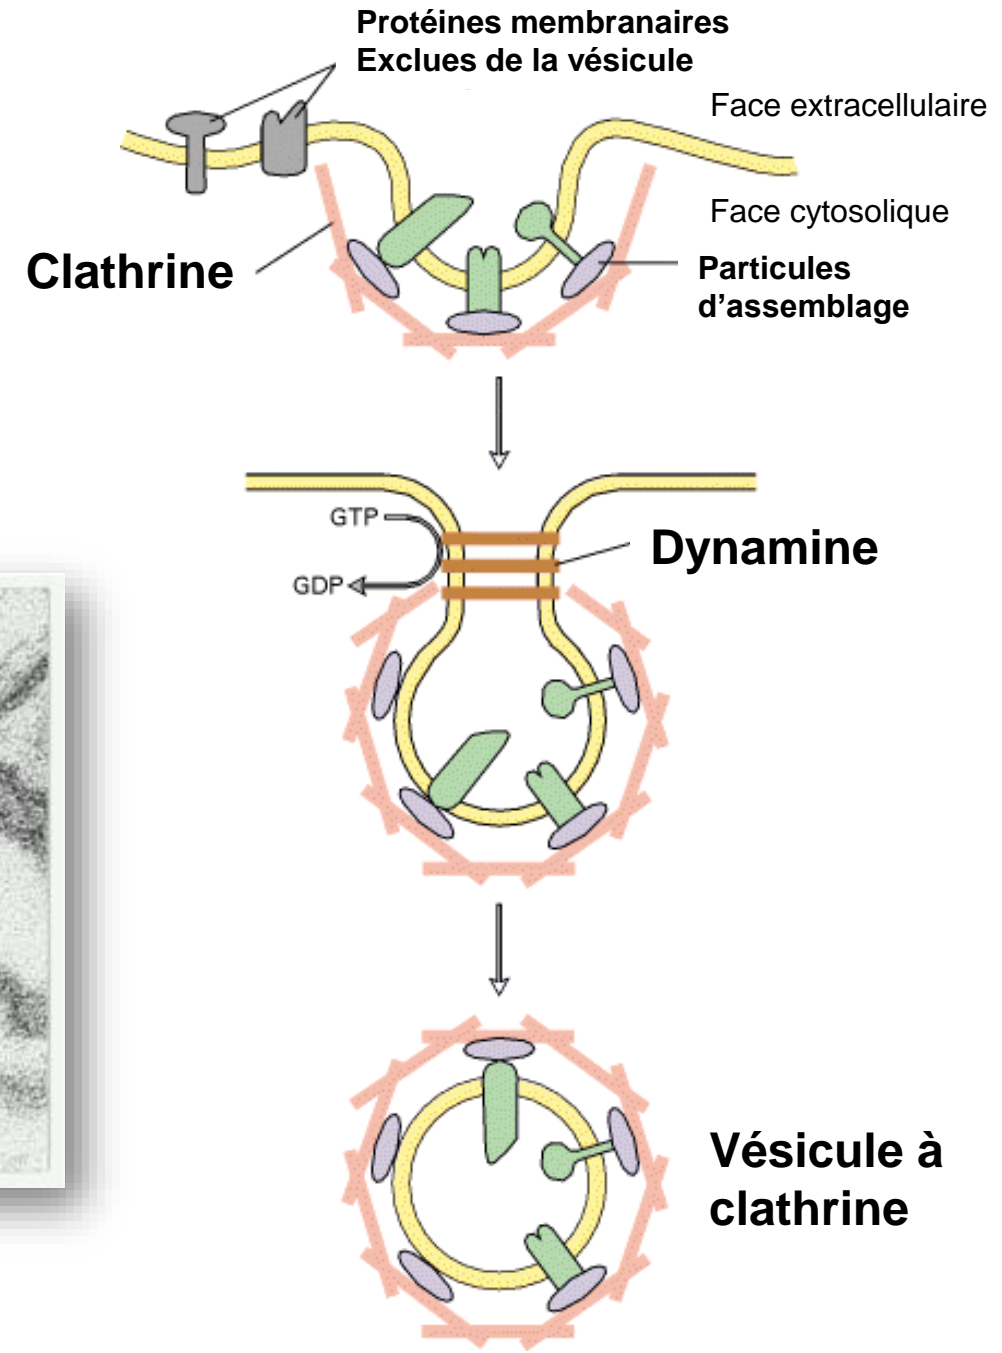 Protéines membranaires
Exclues de la vésicule
Face extracellulaire
Face cytosolique
Clathrine
Particules
d'assemblage
GTP
GDP
Dynamine
Vésicule à
clathrine